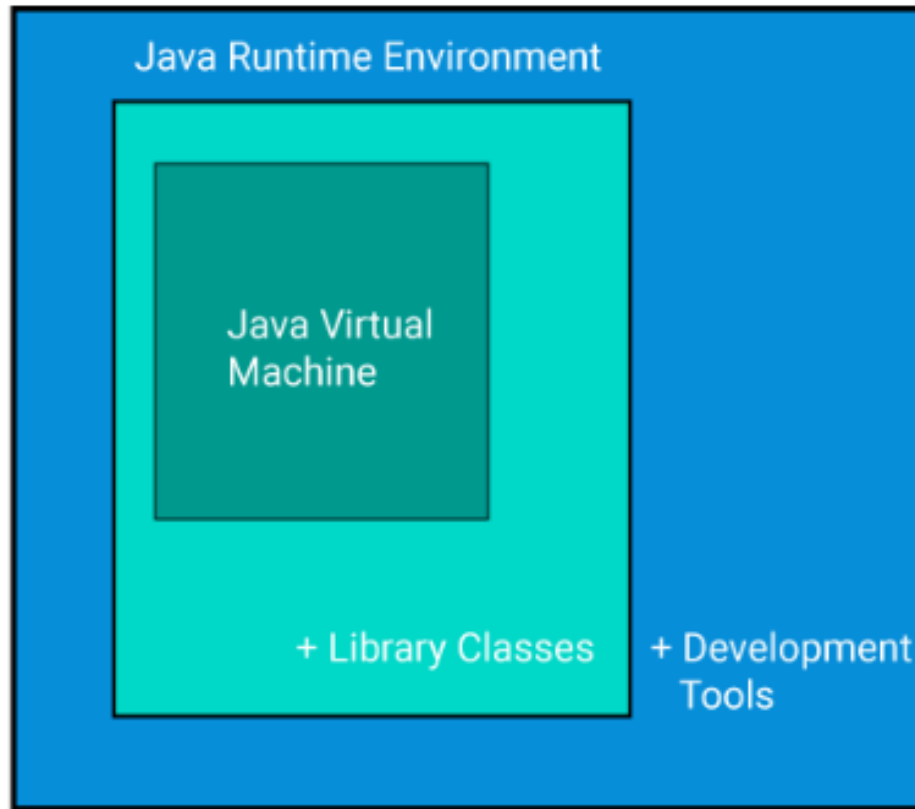 Java Runtime Environment
Java Virtual
Machine
+ Library Classes
+ Development
Tools